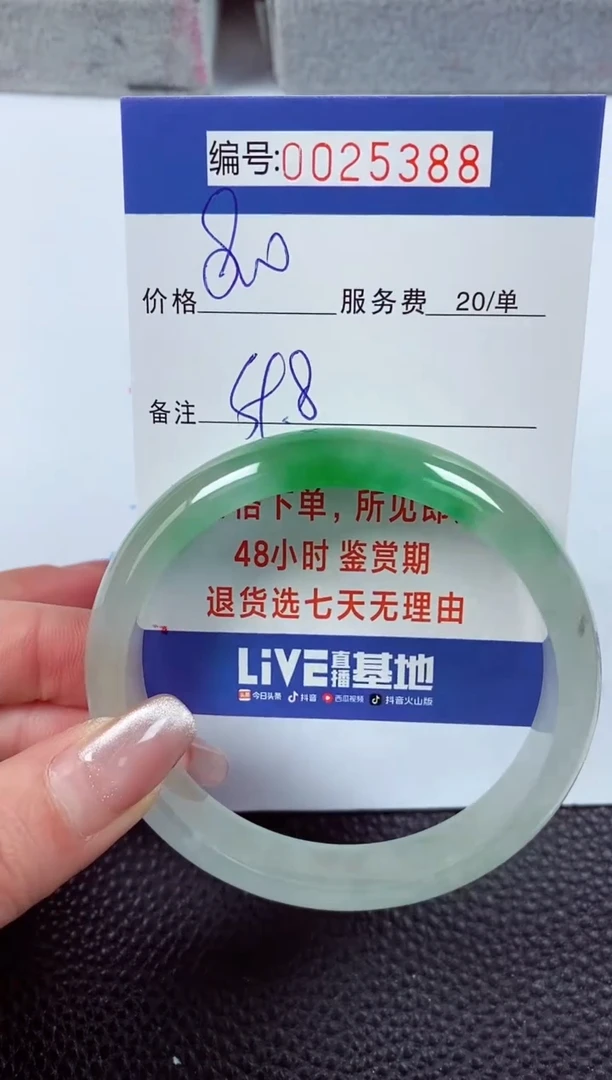 编号:0025388
价格 服务费 20/单
备注 54.8
下单,所见即
48小时 鉴赏期
退货选七天无理由
LiVE直播基地
今日头条 抖音 西瓜视频 抖音火山版